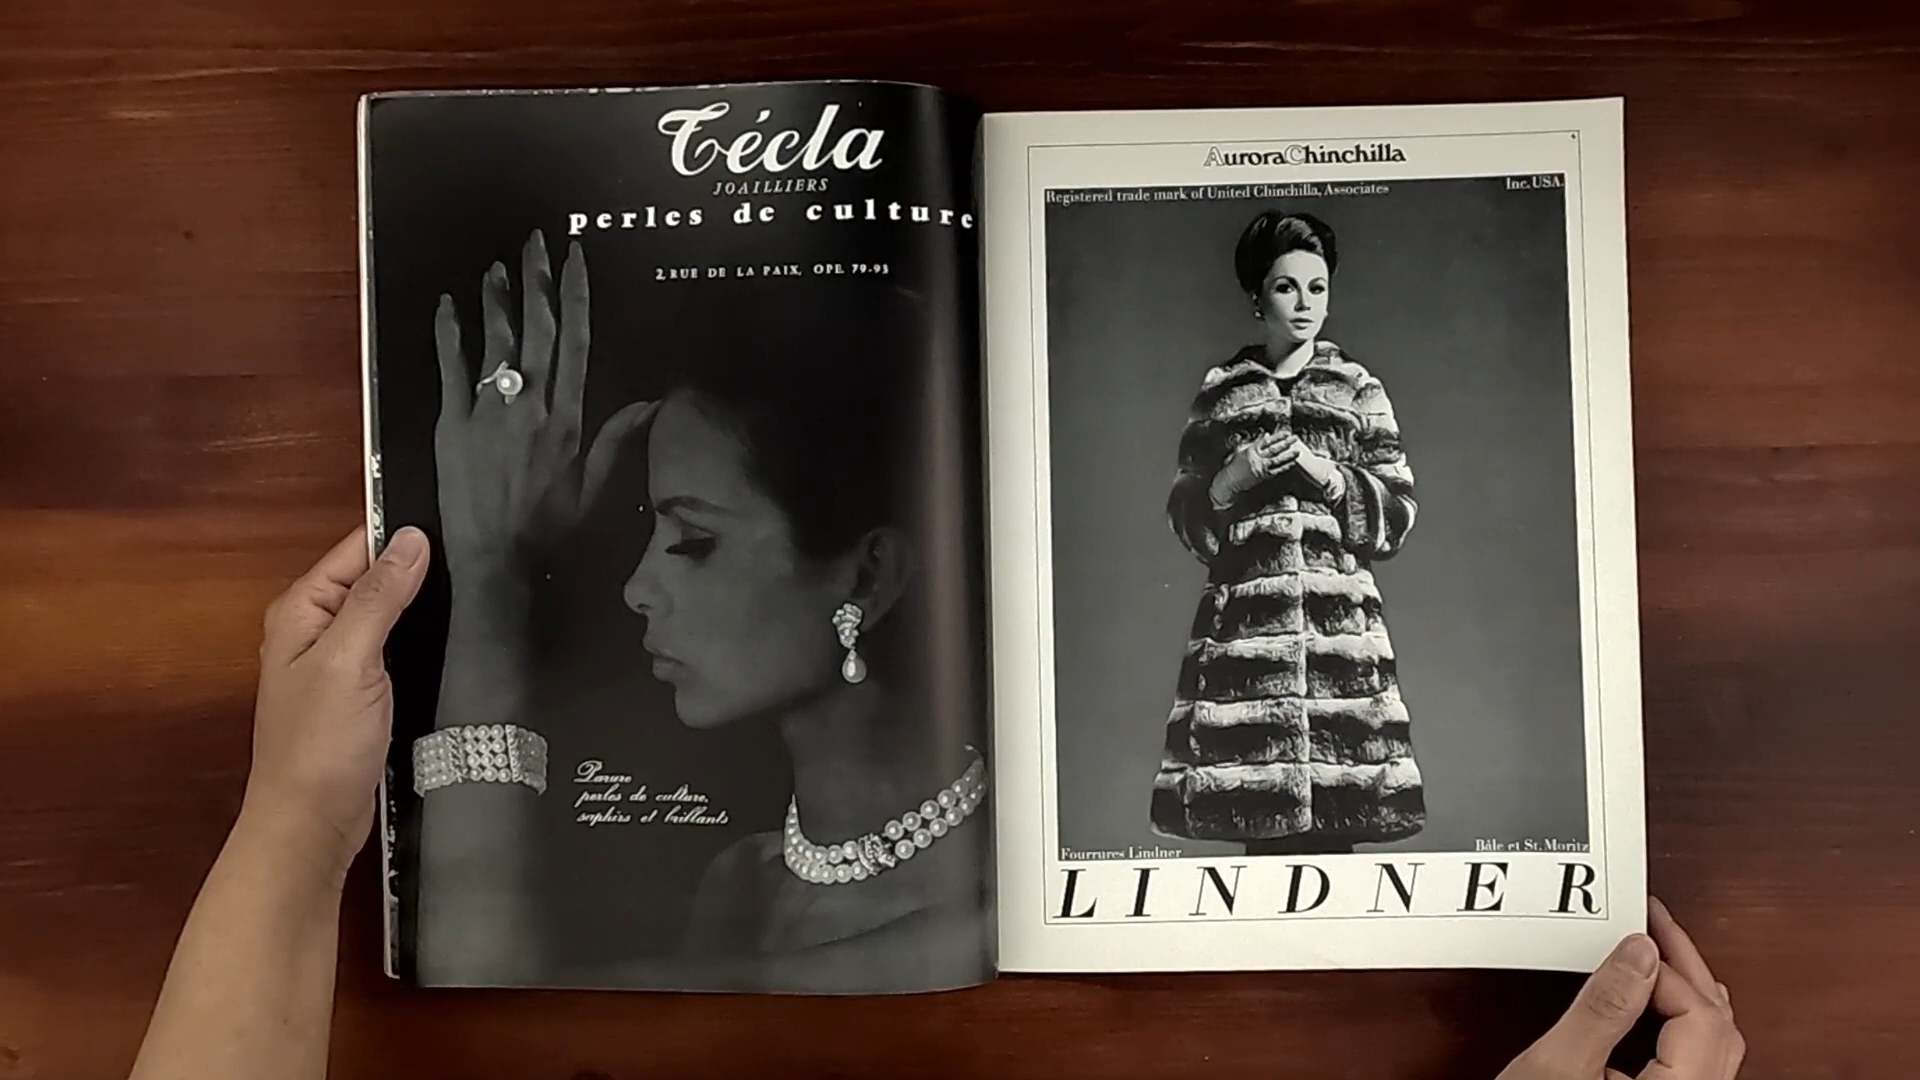 Técla
JOAILLIERS
perles de culture
2 RUE DE LA PAIX, OPE. 79-93
Parure
perles de culture,
saphirs et brillants
AuroraChinchilla
Registered trade mark of United Chinchilla, Associates Inc. USA.
Fourrures Lindner Bâle et St. Moritz
LINDNER